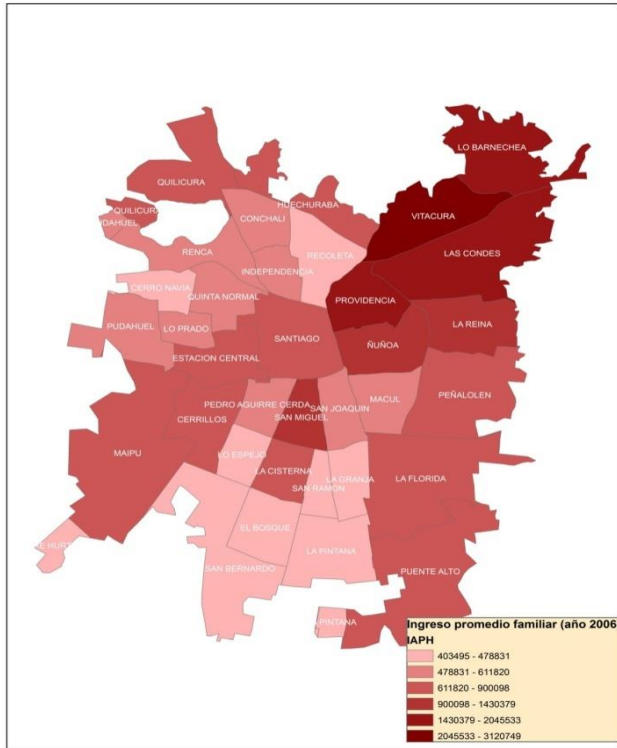 LO BARNECHEA
QUILICURA
HUECHURABA
VITACURA
QUILICURA
CONCHALI
UDAHUEL
LAS CONDES
RENCA
RECOLETA
INDEPENDENCIA
CERRO NAVIA
QUINTA NORMAL
PROVIDENCIA
LA REINA
PUDAHUEL
LO PRADO
SANTIAGO
ÑUÑOA
ESTACION CENTRAL
PEÑALOLEN
MACUL
PEDRO AGUIRRE CERDA
SAN JOAQUIN
SAN MIGUEL
CERRILLOS
MAIPU
LO ESPEJO
LA CISTERNA
LA GRANJA
LA FLORIDA
SAN RAMON
EL BOSQUE
E HURT
LA PINTANA
SAN BERNARDO
PUENTE ALTO
PINTANA
Ingreso promedio familiar (año 2006
IAPH
403495 - 478831
478831 - 611820
611820 - 900098
900098 - 1430379
1430379 - 2045533
2045533 - 3120749